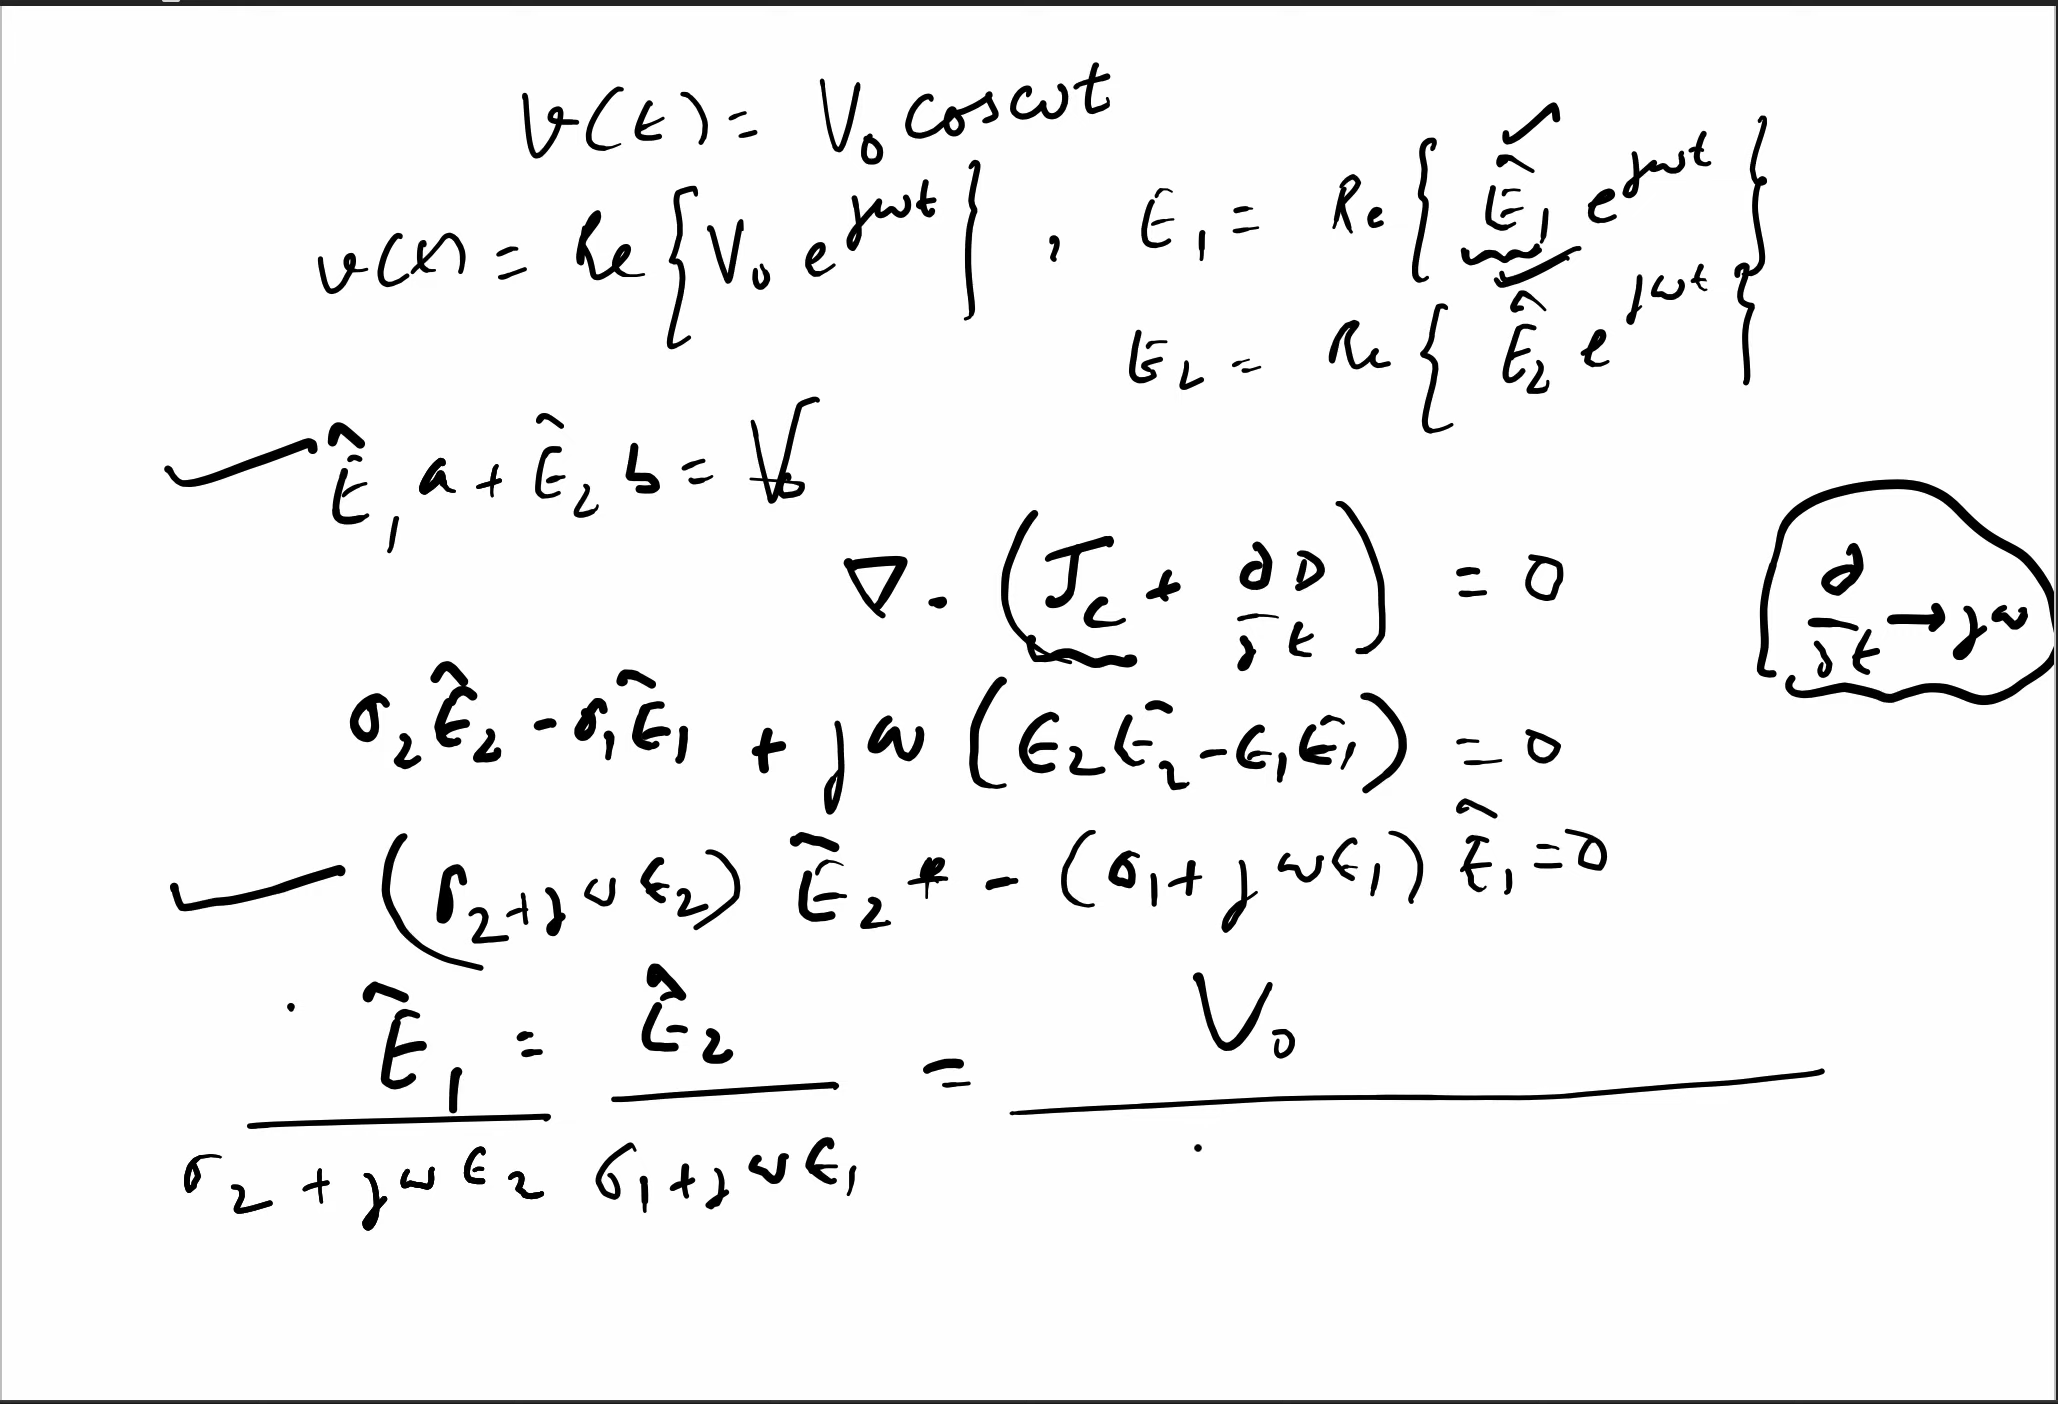 v(t) = V₀ cosωt
v(t) = Re{V₀ e^{jωt}} , E₁ = Re{Ê₁ e^{jωt}}
E₂ = Re{Ê₂ e^{jωt}}
Ê₁ a + Ê₂ b = V₀
∇ · (J_c + ∂D/∂t) = 0
∂/∂t → jω
σ₂Ê₂ - σ₁Ê₁ + jω (ϵ₂Ê₂ - ϵ₁Ê₁) = 0
(σ₂ + jωϵ₂) Ê₂ - (σ₁ + jωϵ₁) Ê₁ = 0
Ê₁/(σ₂ + jωϵ₂) = Ê₂/(σ₁ + jωϵ₁) = V₀/